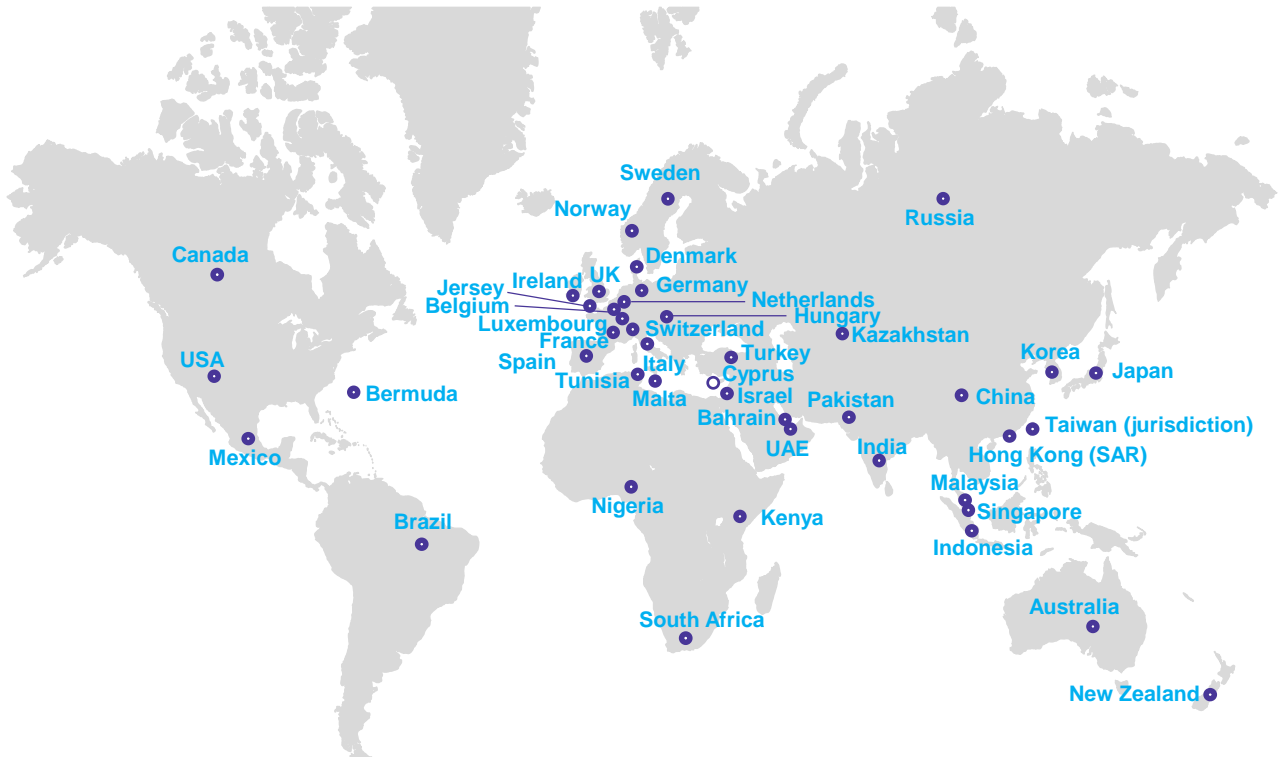 Sweden
Norway
Russia
Canada
Denmark
Jersey
Ireland
UK
Germany
Netherlands
Belgium
Hungary
Luxembourg
Switzerland
France
Kazakhstan
USA
Spain
Italy
Turkey
Korea
Japan
Tunisia
Cyprus
Bermuda
Malta
Israel
China
Bahrain
Pakistan
Taiwan (jurisdiction)
UAE
India
Hong Kong (SAR)
Mexico
Malaysia
Nigeria
Singapore
Kenya
Brazil
Indonesia
Australia
South Africa
New Zealand